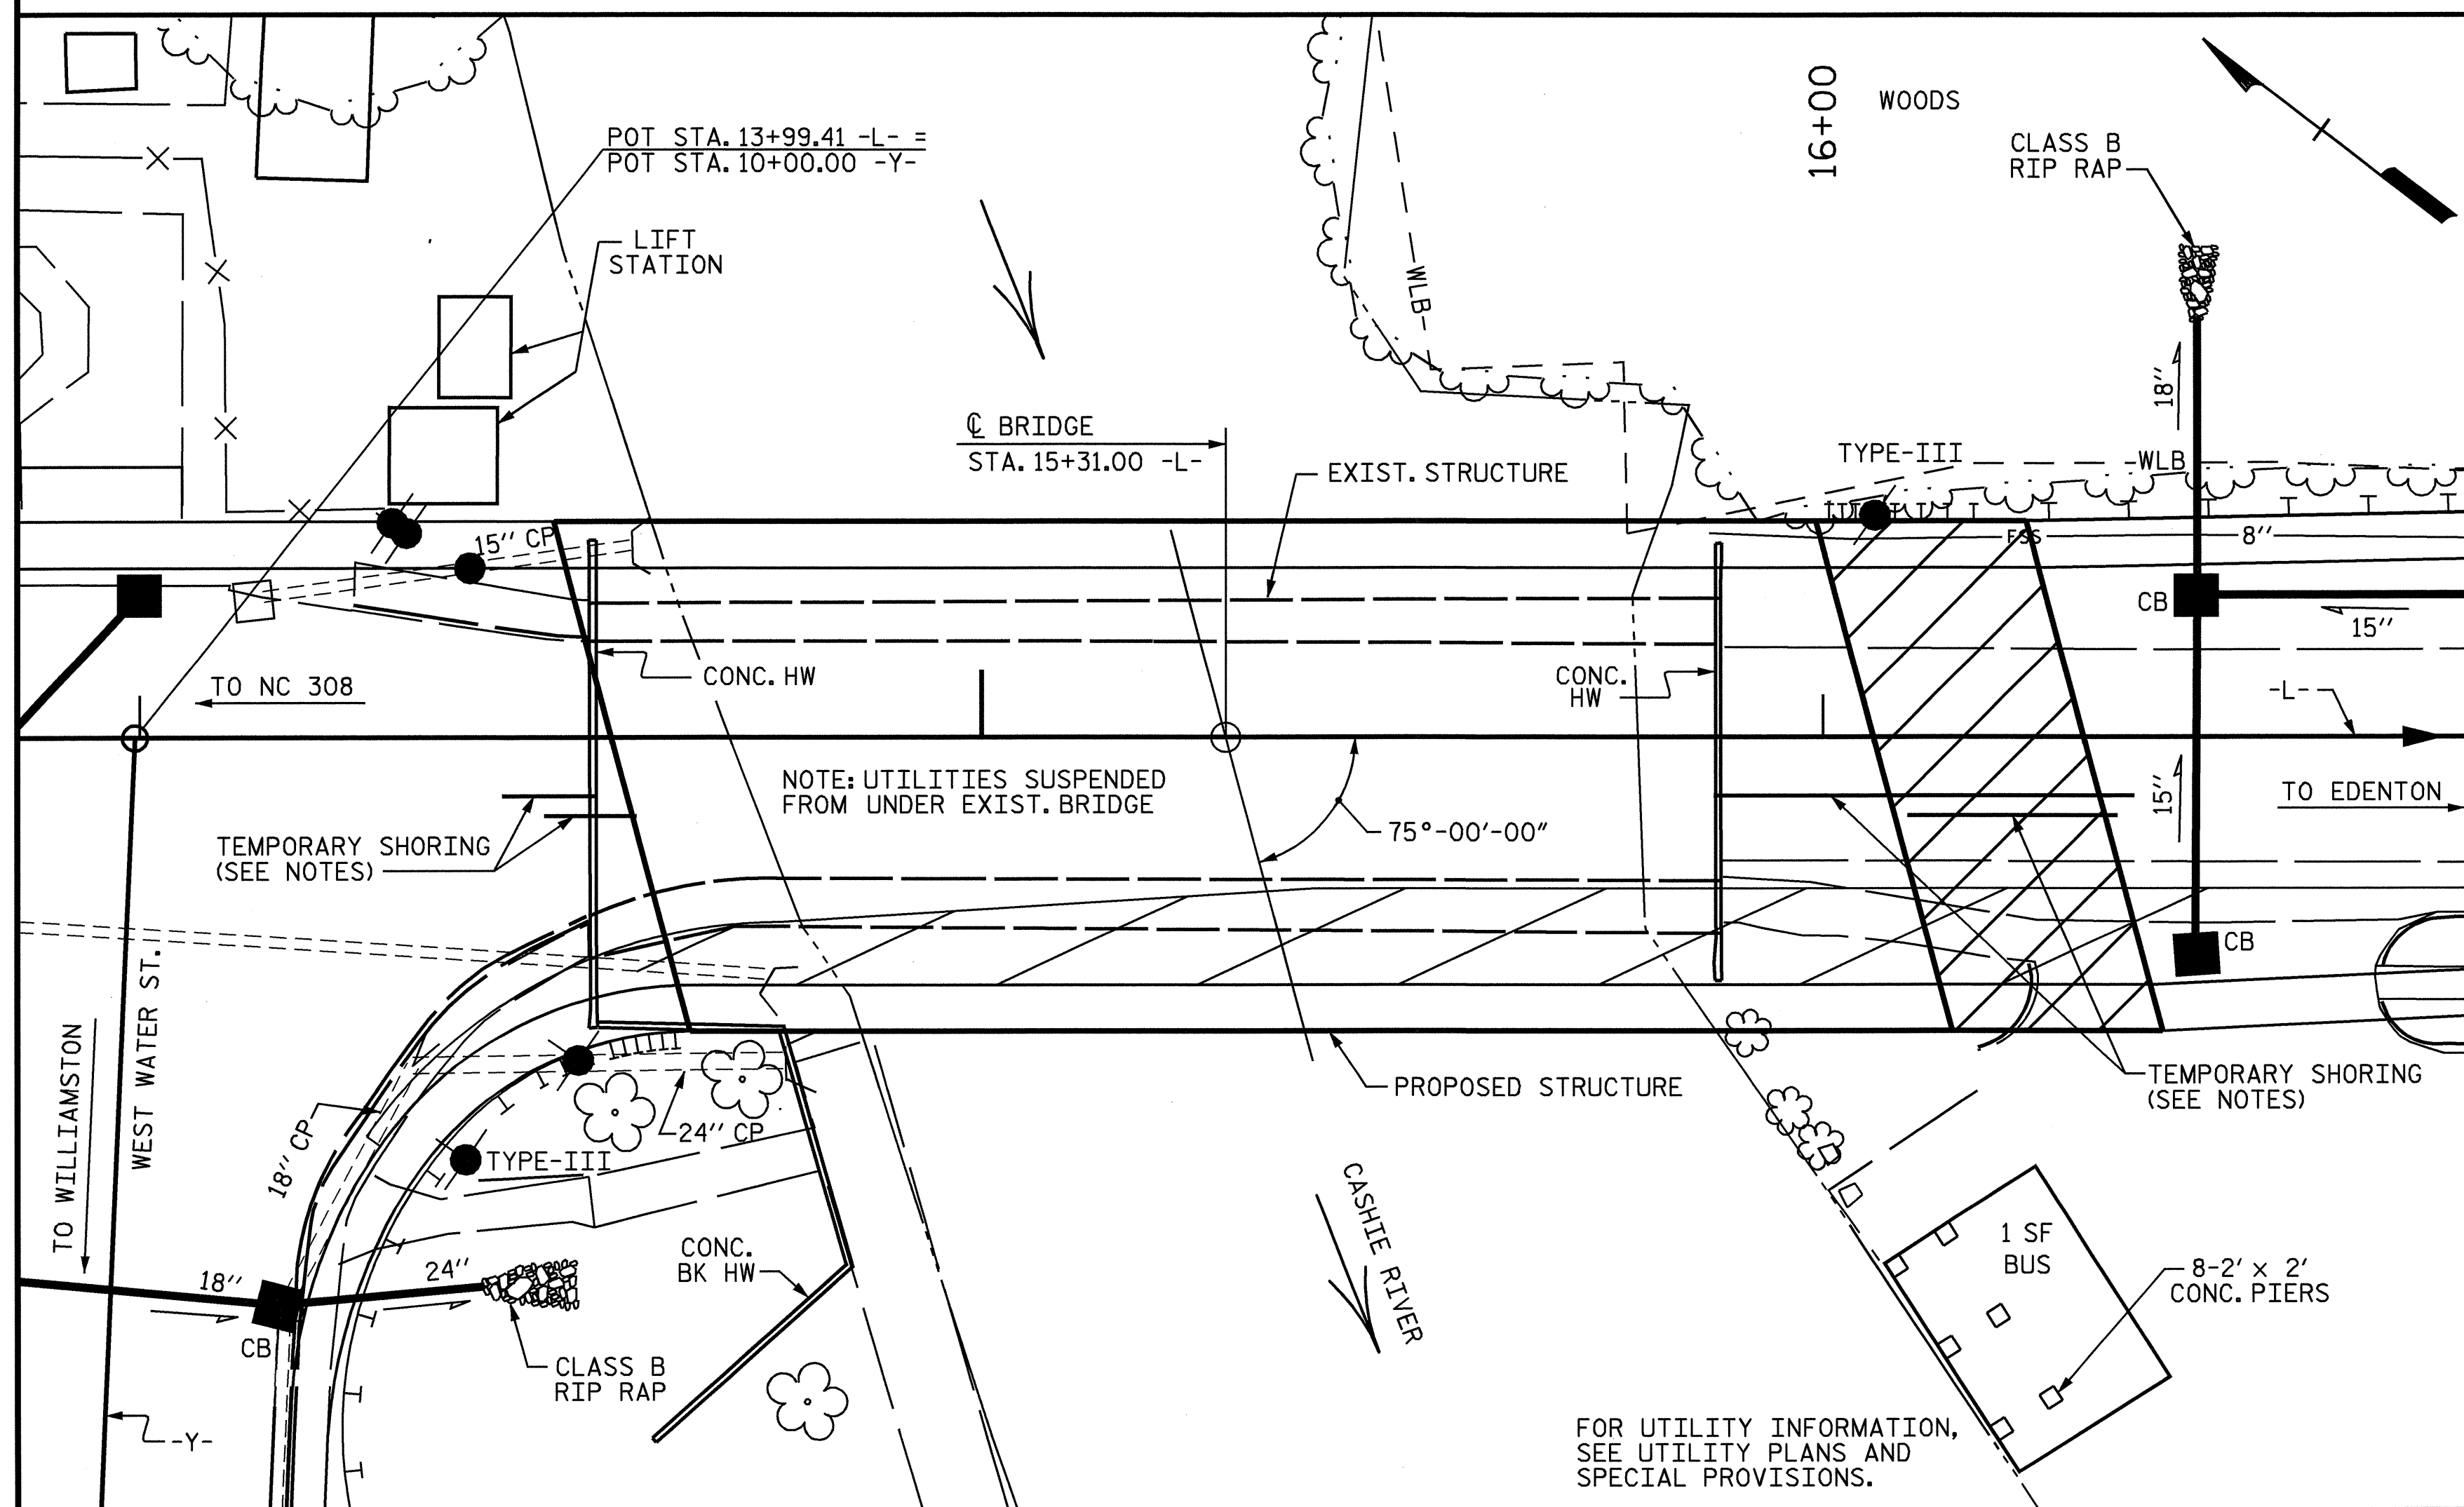 16+00
WOODS
CLASS B
RIP RAP
POT STA. 13+99.41 -L- =
POT STA. 10+00.00 -Y-
LIFT
STATION
WLB
18"
℄ BRIDGE
STA. 15+31.00 -L-
EXIST. STRUCTURE
TYPE-III
WLB
15" CP
FSS
8"
CB
15"
CONC. HW
CONC.
HW
TO NC 308
-L-
NOTE: UTILITIES SUSPENDED
FROM UNDER EXIST. BRIDGE
15"
TO EDENTON
75°-00'-00"
TEMPORARY SHORING
(SEE NOTES)
CB
WEST WATER ST.
TO WILLIAMSTON
18" CP
24" CP
TYPE-III
PROPOSED STRUCTURE
TEMPORARY SHORING
(SEE NOTES)
CASHIE RIVER
18"
24"
CB
CONC.
BK HW
CLASS B
RIP RAP
1 SF
BUS
8-2' x 2'
CONC. PIERS
-Y-
FOR UTILITY INFORMATION,
SEE UTILITY PLANS AND
SPECIAL PROVISIONS.